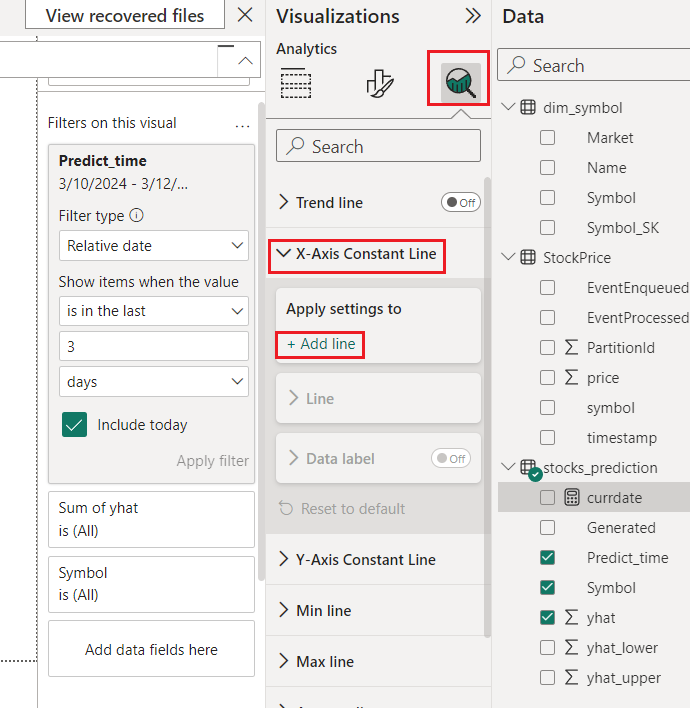 View recovered files
Visualizations
Data
Analytics
Filters on this visual
...
Predict_time
3/10/2024 - 3/12/...
Filter type
Relative date
Show items when the value
is in the last
3
days
Include today
Apply filter
Sum of yhat
is (All)
Symbol
is (All)
Add data fields here
Search
Trend line
Off
X-Axis Constant Line
Apply settings to
+ Add line
Line
Data label
Off
Reset to default
Y-Axis Constant Line
Min line
Max line
Search
dim_symbol
Market
Name
Symbol
Symbol_SK
StockPrice
EventEnqueued
EventProcessed
PartitionId
price
symbol
timestamp
stocks_prediction
currdate
Generated
Predict_time
Symbol
yhat
yhat_lower
yhat_upper